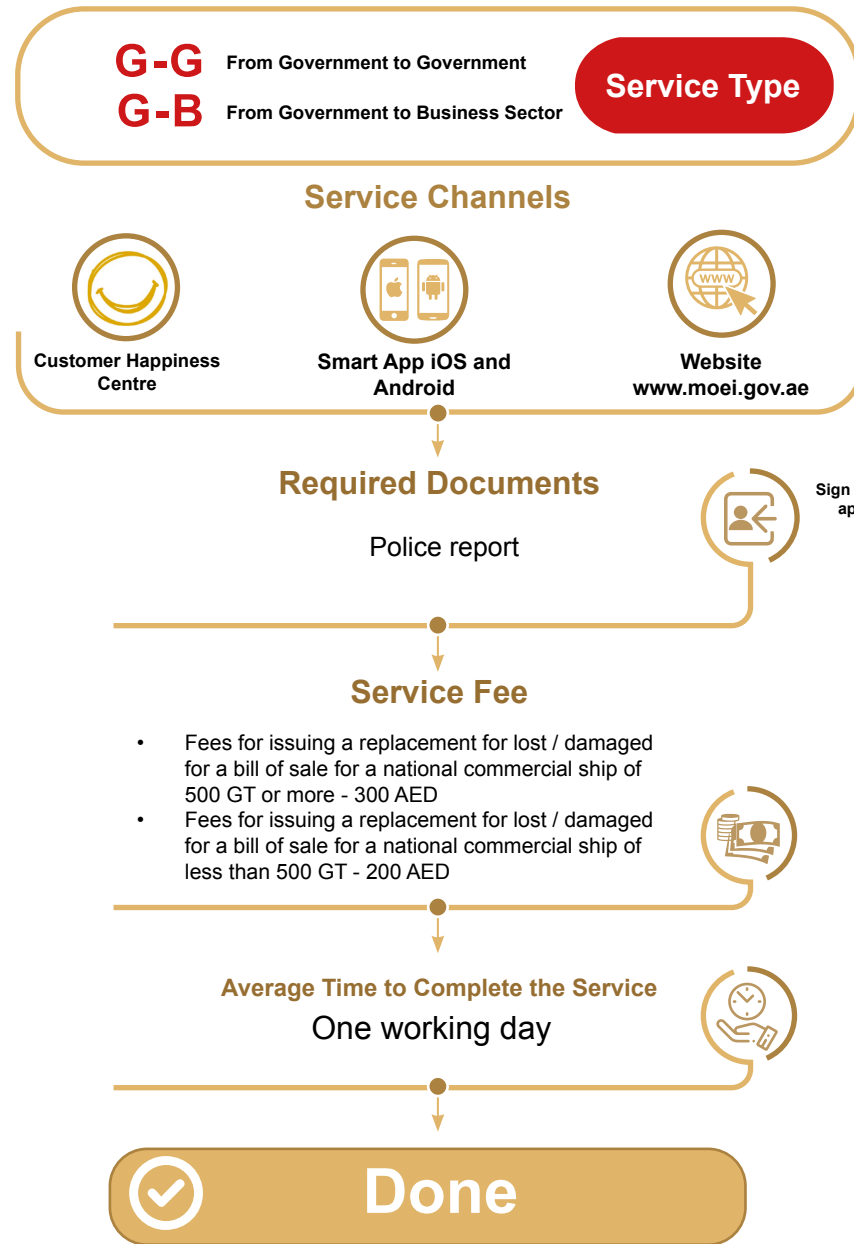 G-G From Government to Government
G-B From Government to Business Sector
Service Type
Service Channels
Customer Happiness
Centre
Smart App iOS and
Android
WWW
Website
www.moei.gov.ae
Required Documents
Sign
Police report
Service Fee
• Fees for issuing a replacement for lost / damaged
for a bill of sale for a national commercial ship of
500 GT or more - 300 AED
• Fees for issuing a replacement for lost / damaged
for a bill of sale for a national commercial ship of
less than 500 GT - 200 AED
Average Time to Complete the Service
One working day
Done